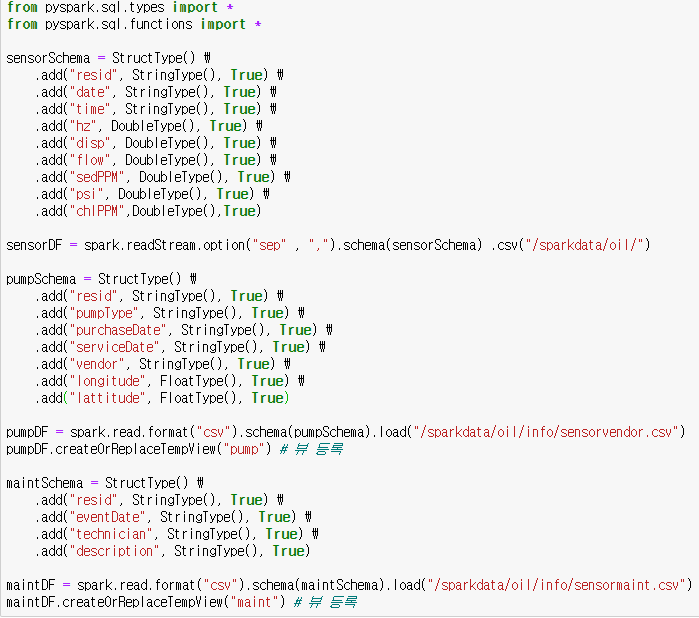 from pyspark.sql.types import *
from pyspark.sql.functions import *

sensorSchema = StructType() ₩
    .add("resid", StringType(), True) ₩
    .add("date", StringType(), True) ₩
    .add("time", StringType(), True) ₩
    .add("hz", DoubleType(), True) ₩
    .add("disp", DoubleType(), True) ₩
    .add("flow", DoubleType(), True) ₩
    .add("sedPPM", DoubleType(), True) ₩
    .add("psi", DoubleType(), True) ₩
    .add("chlPPM",DoubleType(),True)

sensorDF = spark.readStream.option("sep" , ",").schema(sensorSchema) .csv("/sparkdata/oil/")

pumpSchema = StructType() ₩
    .add("resid", StringType(), True) ₩
    .add("pumpType", StringType(), True) ₩
    .add("purchaseDate", StringType(), True) ₩
    .add("serviceDate", StringType(), True) ₩
    .add("vendor", StringType(), True) ₩
    .add("longitude", FloatType(), True) ₩
    .add("lattitude", FloatType(), True)

pumpDF = spark.read.format("csv").schema(pumpSchema).load("/sparkdata/oil/info/sensorvendor.csv")
pumpDF.createOrReplaceTempView("pump") # 뷰 등록

maintSchema = StructType() ₩
    .add("resid", StringType(), True) ₩
    .add("eventDate", StringType(), True) ₩
    .add("technician", StringType(), True) ₩
    .add("description", StringType(), True)

maintDF = spark.read.format("csv").schema(maintSchema).load("/sparkdata/oil/info/sensormaint.csv")
maintDF.createOrReplaceTempView("maint") # 뷰 등록